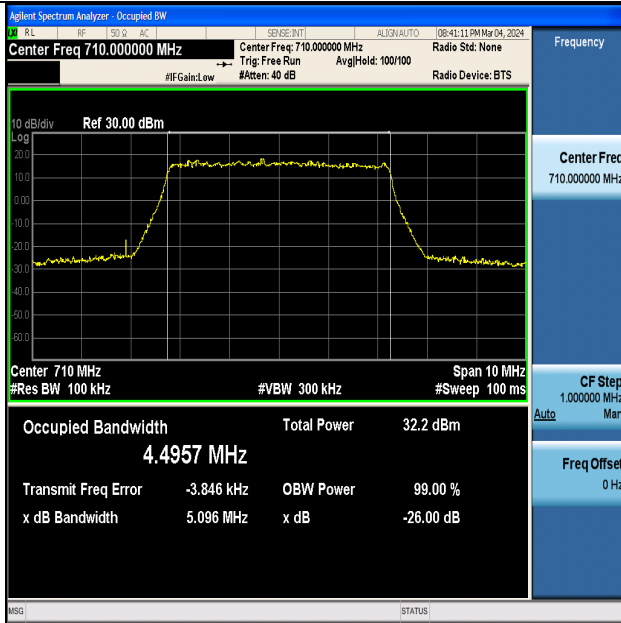 Agilent Spectrum Analyzer - Occupied BW
RL RF 50 Ω AC SENSE:INT ALIGNAUTO 08:41:11 PM Mar 04, 2024
Center Freq 710.000000 MHz
Center Freq: 710.000000 MHz
Radio Std: None
Trig: Free Run
Avg|Hold: 100/100
#IFGain:Low
#Atten: 40 dB
Radio Device: BTS
10 dB/div Ref 30.00 dBm
Log
20.0
10.0
0.00
-10.0
-20.0
-30.0
-40.0
-50.0
-60.0
Center 710 MHz
Span 10 MHz
#Res BW 100 kHz
#VBW 300 kHz
#Sweep 100 ms
Occupied Bandwidth
Total Power 32.2 dBm
4.4957 MHz
Transmit Freq Error -3.846 kHz
OBW Power 99.00 %
x dB Bandwidth 5.096 MHz
x dB -26.00 dB
MSG
STATUS
Frequency
Center Freq
710.000000 MHz
CF Step
1.000000 MHz
Auto Man
Freq Offset
0 Hz